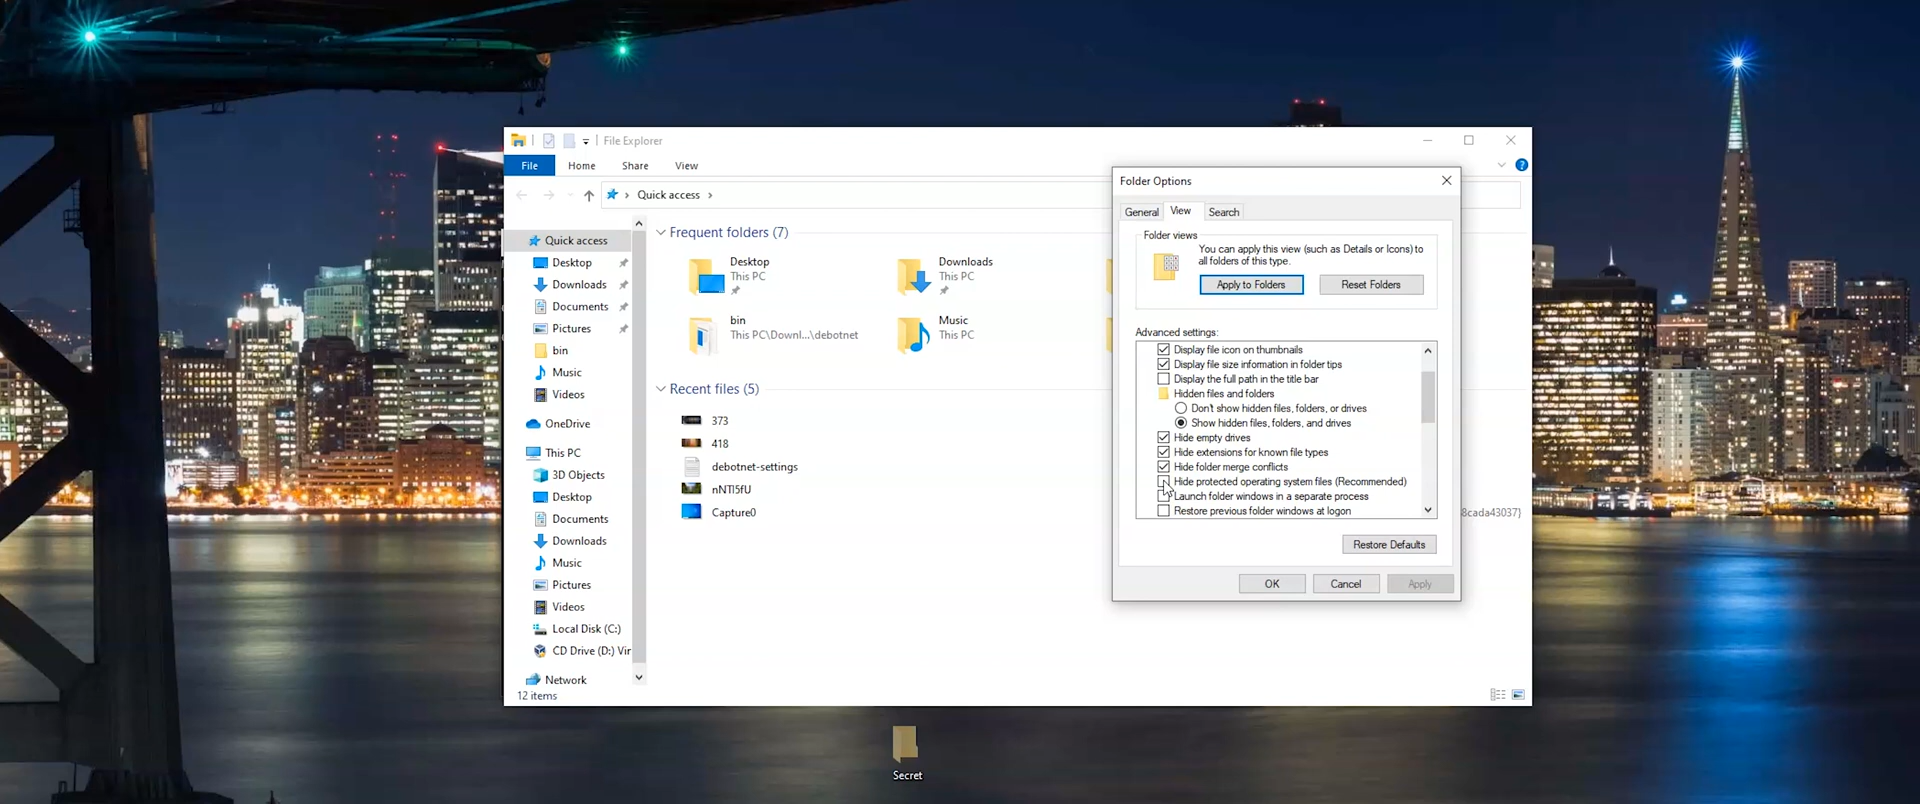 File Explorer
File Home Share View
Quick access
Quick access
Desktop
Downloads
Documents
Pictures
bin
Music
Videos
OneDrive
This PC
3D Objects
Desktop
Documents
Downloads
Music
Pictures
Videos
Local Disk (C:)
CD Drive (D:) Vir
Network
12 items
Frequent folders (7)
Desktop
This PC
Downloads
This PC
bin
This PC\Downl...\debotnet
Music
This PC
Recent files (5)
373
418
debotnet-settings
nNTl5fU
Capture0
8cada43037}
Folder Options
General View Search
Folder views
You can apply this view (such as Details or Icons) to
all folders of this type.
Apply to Folders Reset Folders
Advanced settings:
Display file icon on thumbnails
Display file size information in folder tips
Display the full path in the title bar
Hidden files and folders
Don't show hidden files, folders, or drives
Show hidden files, folders, and drives
Hide empty drives
Hide extensions for known file types
Hide folder merge conflicts
Hide protected operating system files (Recommended)
Launch folder windows in a separate process
Restore previous folder windows at logon
Restore Defaults
OK Cancel Apply
Secret